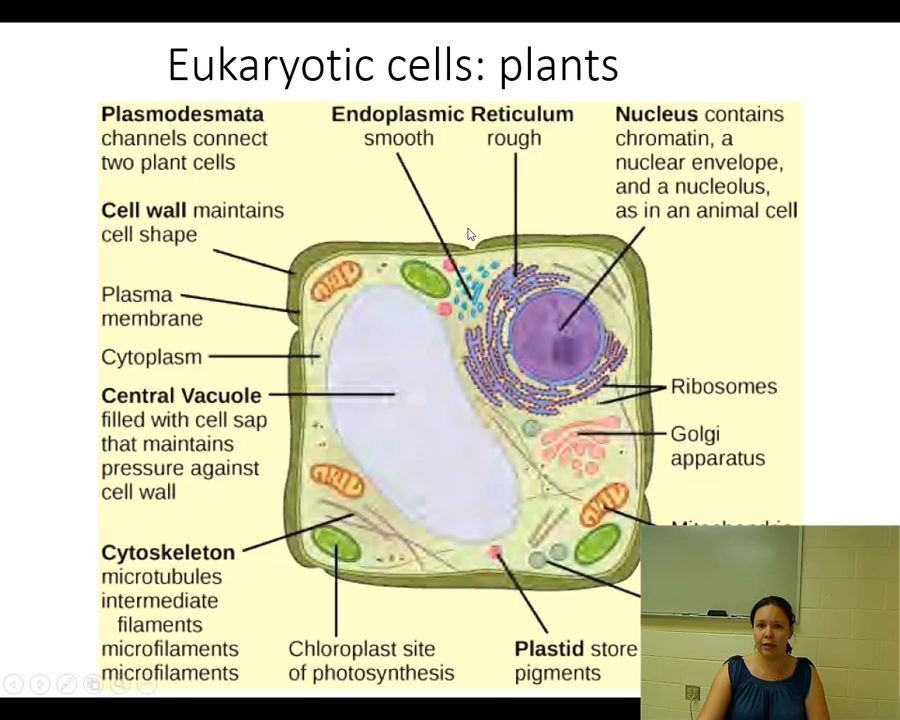 Eukaryotic cells: plants
Plasmodesmata
channels connect
two plant cells
Endoplasmic Reticulum
smooth
rough
Nucleus contains
chromatin, a
nuclear envelope,
and a nucleolus,
as in an animal cell
Cell wall maintains
cell shape
Plasma
membrane
Cytoplasm
Central Vacuole
filled with cell sap
that maintains
pressure against
cell wall
Ribosomes
Golgi
apparatus
Cytoskeleton
microtubules
intermediate
filaments
microfilaments
microfilaments
Chloroplast site
of photosynthesis
Plastid store
pigments